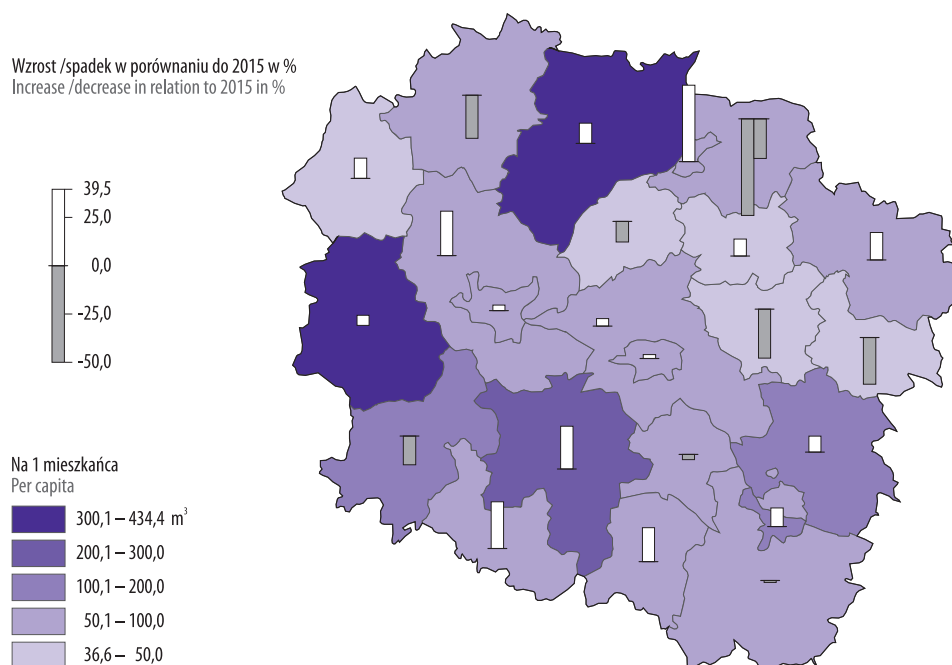 Wzrost /spadek w porównaniu do 2015 w %
Increase /decrease in relation to 2015 in %
39,5
25,0
0,0
-25,0
-50,0
Na 1 mieszkańca
Per capita
300,1 – 434,4 m³
200,1 – 300,0
100,1 – 200,0
50,1 – 100,0
36,6 – 50,0